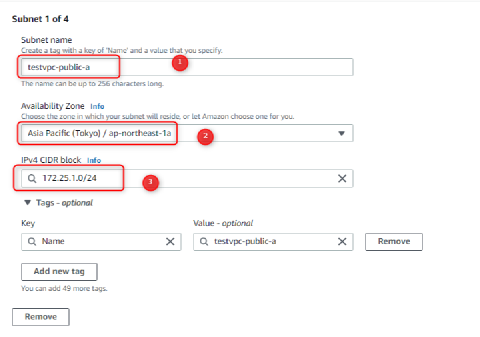 Subnet 1 of 4
Subnet name
Create a tag with a key of 'Name' and a value that you specify.
testvpc-public-a
1
The name can be up to 256 characters long.
Availability Zone Info
Choose the zone in which your subnet will reside, or let Amazon choose one for you.
Asia Pacific (Tokyo) / ap-northeast-1a
2
IPv4 CIDR block Info
172.25.1.0/24
3
Tags - optional
Key Value - optional
Name testvpc-public-a Remove
Add new tag
You can add 49 more tags.
Remove